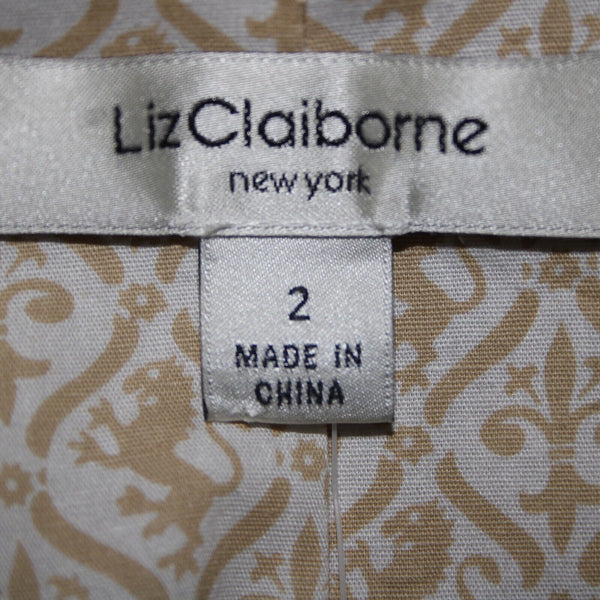 LizClaiborne
new york
2
MADE IN
CHINA